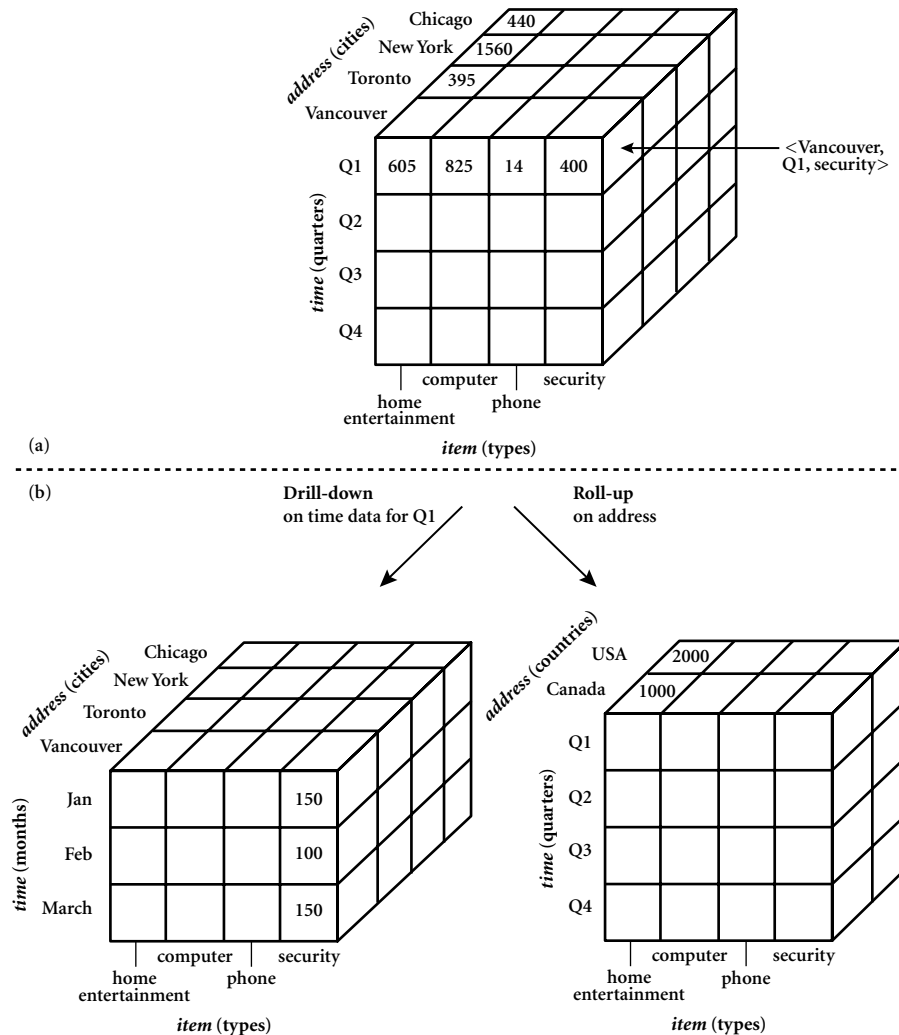 Chicago 440
New York 1560
Toronto 395
Vancouver
address (cities)
<Vancouver,
Q1, security>
Q1 605 825 14 400
Q2
Q3
Q4
time (quarters)
computer security
home phone
entertainment
item (types)
(a)
(b)
Drill-down
on time data for Q1
Roll-up
on address
Chicago
New York
Toronto
Vancouver
address (cities)
Jan 150
Feb 100
March 150
time (months)
computer security
home phone
entertainment
item (types)
USA 2000
Canada 1000
address (countries)
Q1
Q2
Q3
Q4
time (quarters)
computer security
home phone
entertainment
item (types)